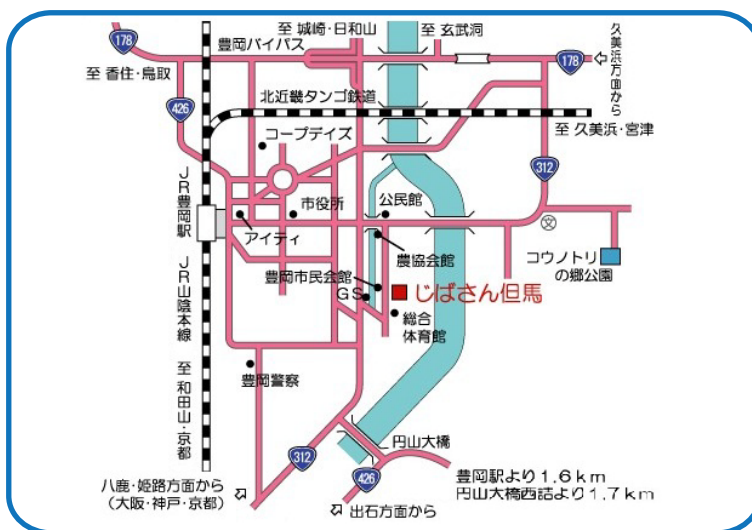 至 城崎・日和山
至 玄武洞
178
豊岡バイパス
178
久美浜方面から
至 香住・鳥取
426
北近畿タンゴ鉄道
至 久美浜・宮津
コープデイズ
312
JR豊岡駅
市役所
公民館
文
アイティ
農協会館
コウノトリ
の郷公園
豊岡市民会館
GS
じばさん但馬
総合
体育館
JR山陰本線
豊岡警察
至 和田山・京都
312
円山大橋
426
八鹿・姫路方面から
(大阪・神戸・京都)
出石方面から
豊岡駅より1.6km
円山大橋西詰より1.7km